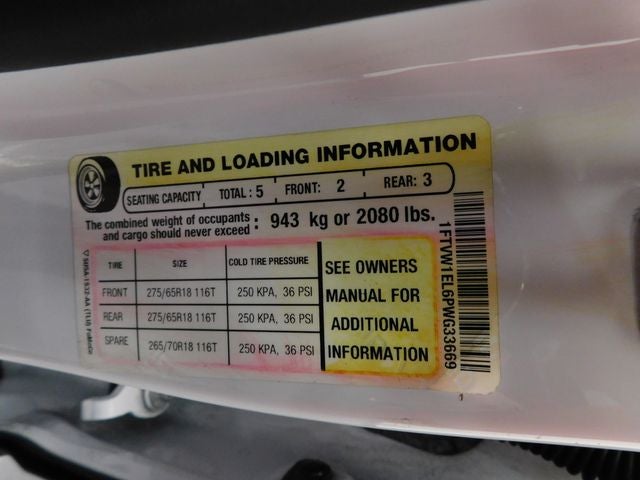 TIRE AND LOADING INFORMATION
SEATING CAPACITY TOTAL : 5 FRONT: 2 REAR: 3
The combined weight of occupants
and cargo should never exceed : 943 kg or 2080 lbs.
TIRE SIZE COLD TIRE PRESSURE
FRONT 275/65R18 116T 250 KPA, 36 PSI
REAR 275/65R18 116T 250 KPA, 36 PSI
SPARE 265/70R18 116T 250 KPA, 36 PSI
SEE OWNERS
MANUAL FOR
ADDITIONAL
INFORMATION
1FTVW1EL6PWG33669